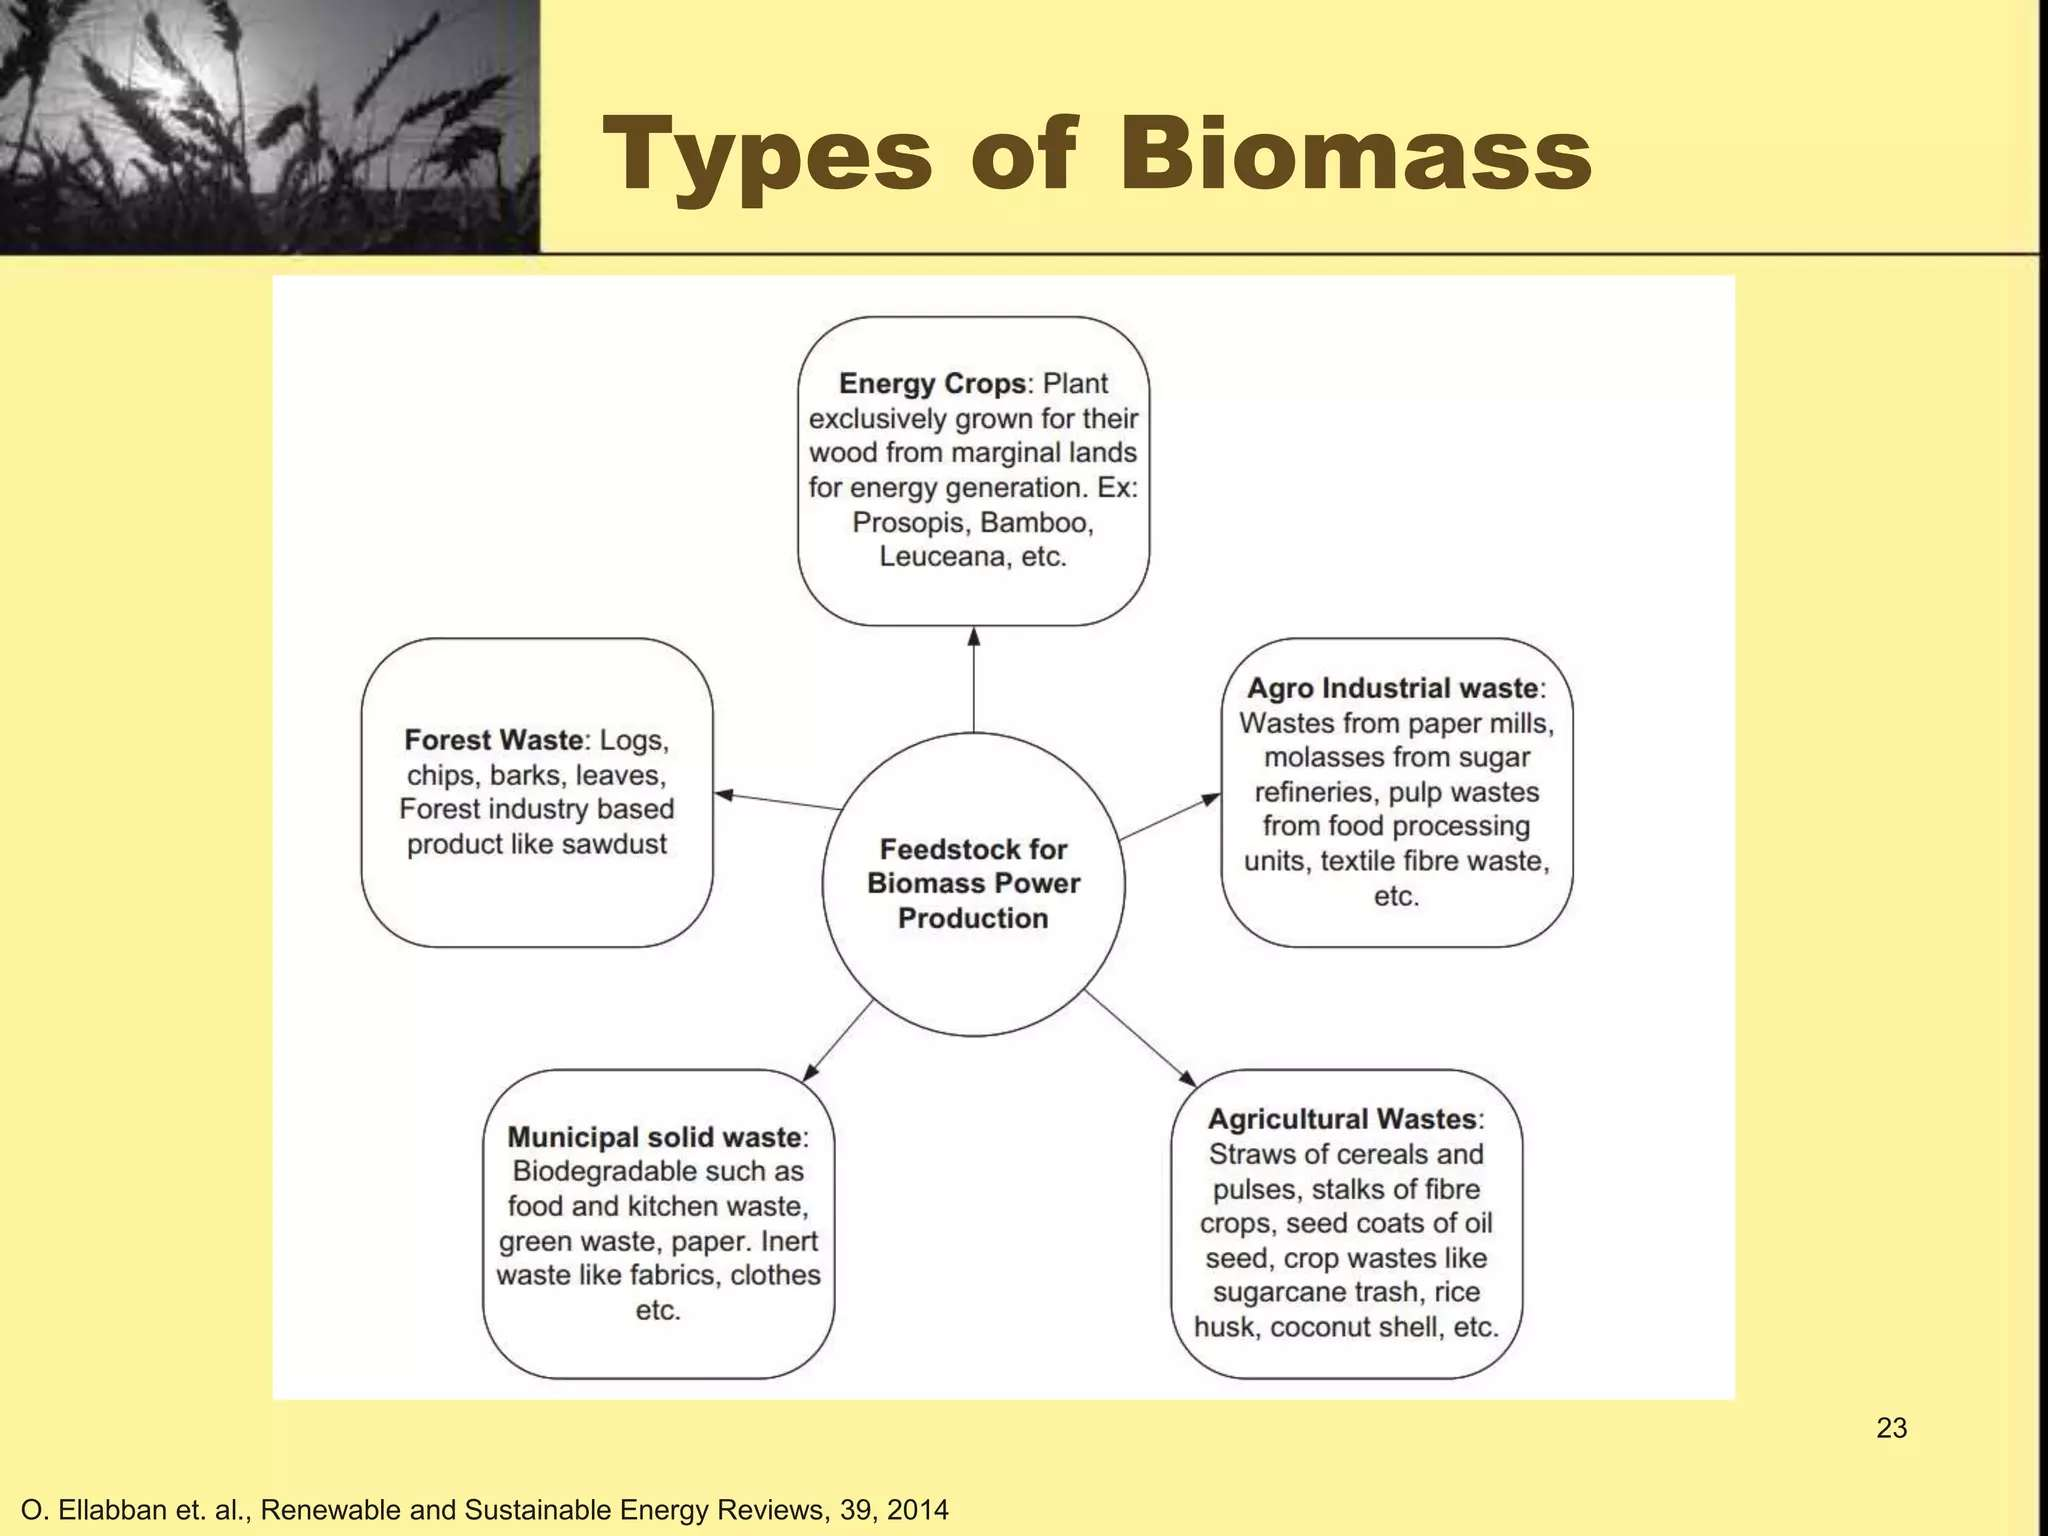 Types of Biomass
Energy Crops: Plant
exclusively grown for their
wood from marginal lands
for energy generation. Ex:
Prosopis, Bamboo,
Leuceana, etc.
Forest Waste: Logs,
chips, barks, leaves,
Forest industry based
product like sawdust
Agro Industrial waste:
Wastes from paper mills,
molasses from sugar
refineries, pulp wastes
from food processing
units, textile fibre waste,
etc.
Feedstock for
Biomass Power
Production
Municipal solid waste:
Biodegradable such as
food and kitchen waste,
green waste, paper. Inert
waste like fabrics, clothes
etc.
Agricultural Wastes:
Straws of cereals and
pulses, stalks of fibre
crops, seed coats of oil
seed, crop wastes like
sugarcane trash, rice
husk, coconut shell, etc.
23
O. Ellabban et. al., Renewable and Sustainable Energy Reviews, 39, 2014